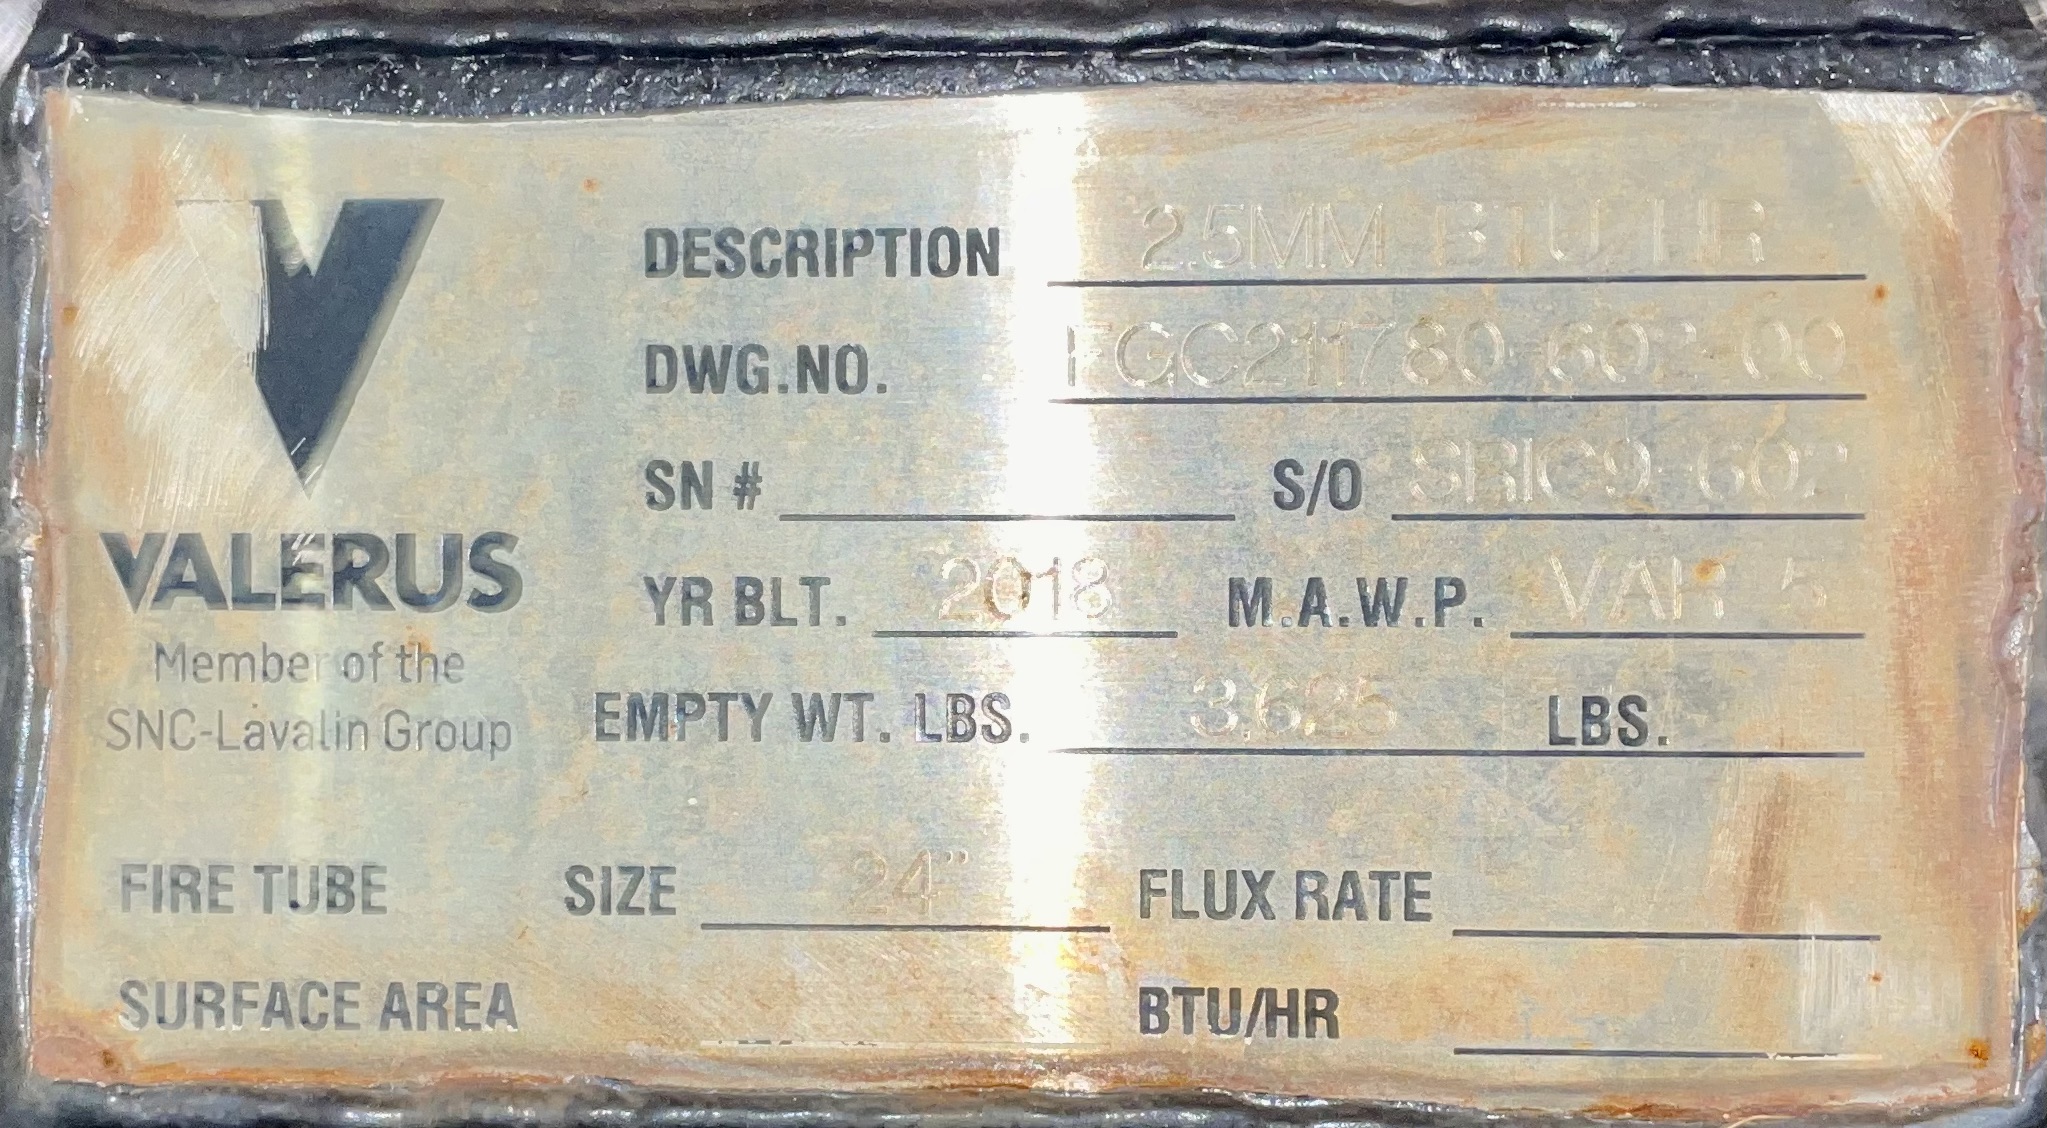 VALERUS
Member of the
SNC-Lavalin Group
DESCRIPTION 2.5MM BTU/HR
DWG.NO. FGC211780-602-00
SN # S/O 602
YR BLT. 2018 M.A.W.P. 5
EMPTY WT. LBS. 3,625 LBS.
FIRE TUBE SIZE 24" FLUX RATE
SURFACE AREA BTU/HR